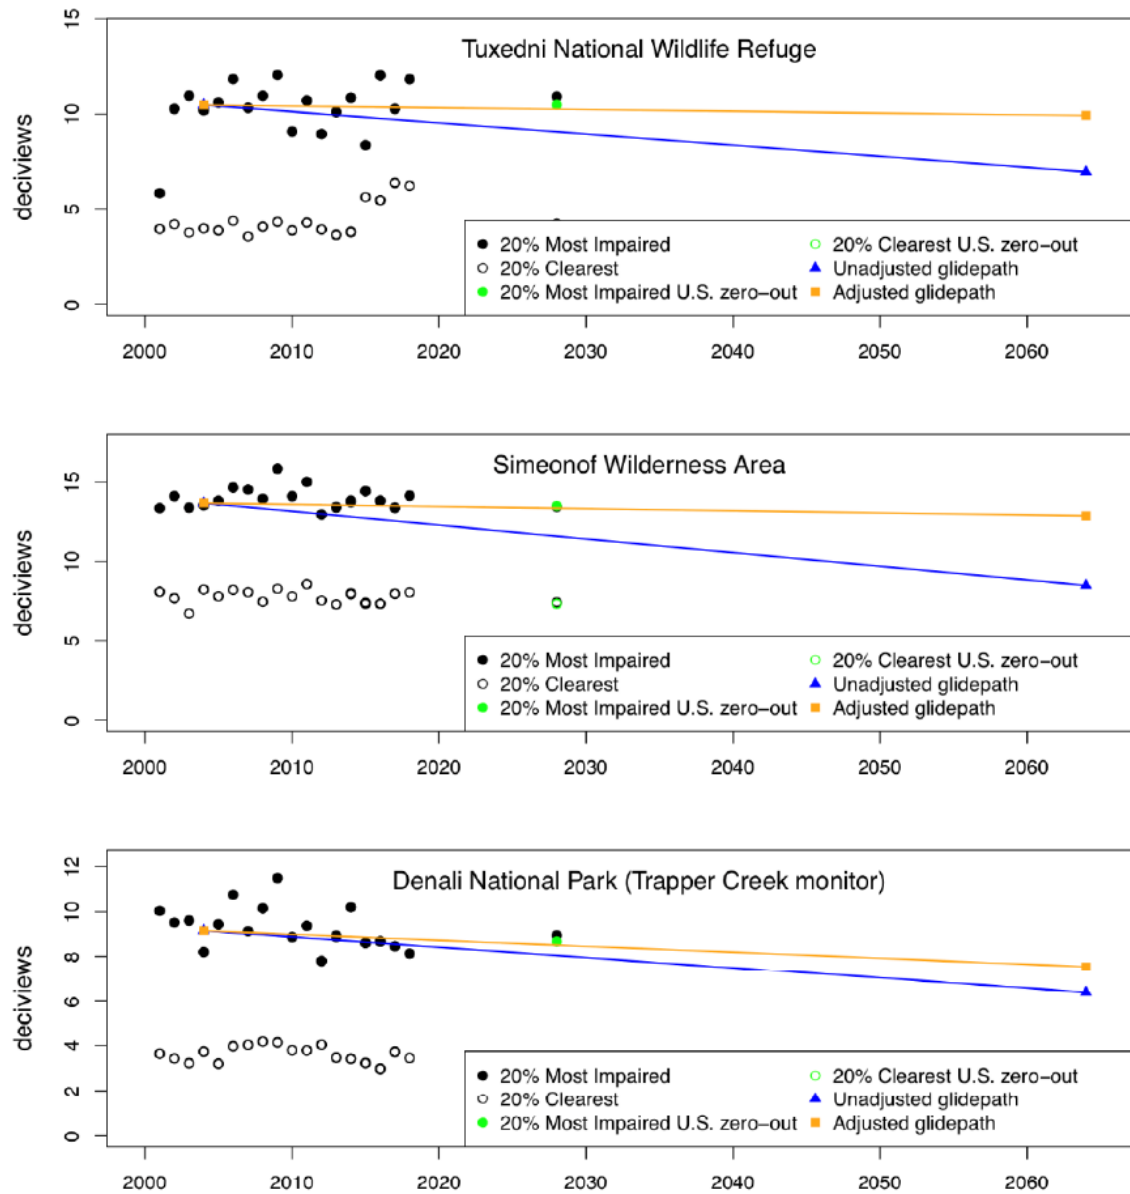 Tuxedni National Wildlife Refuge
deciviews
15
10
5
0
20% Most Impaired
20% Clearest
20% Most Impaired U.S. zero-out
20% Clearest U.S. zero-out
Unadjusted glidepath
Adjusted glidepath
2000 2010 2020 2030 2040 2050 2060
Simeonof Wilderness Area
deciviews
15
10
5
0
20% Most Impaired
20% Clearest
20% Most Impaired U.S. zero-out
20% Clearest U.S. zero-out
Unadjusted glidepath
Adjusted glidepath
2000 2010 2020 2030 2040 2050 2060
Denali National Park (Trapper Creek monitor)
deciviews
12
10
8
6
4
2
0
20% Most Impaired
20% Clearest
20% Most Impaired U.S. zero-out
20% Clearest U.S. zero-out
Unadjusted glidepath
Adjusted glidepath
2000 2010 2020 2030 2040 2050 2060